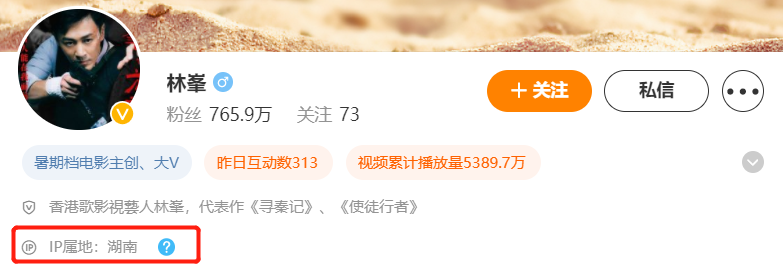 林峯
粉丝 765.9万 关注 73
+ 关注
私信
暑期档电影主创、大V
昨日互动数313
视频累计播放量5389.7万
香港歌影視藝人林峯，代表作《寻秦记》、《使徒行者》
IP属地：湖南